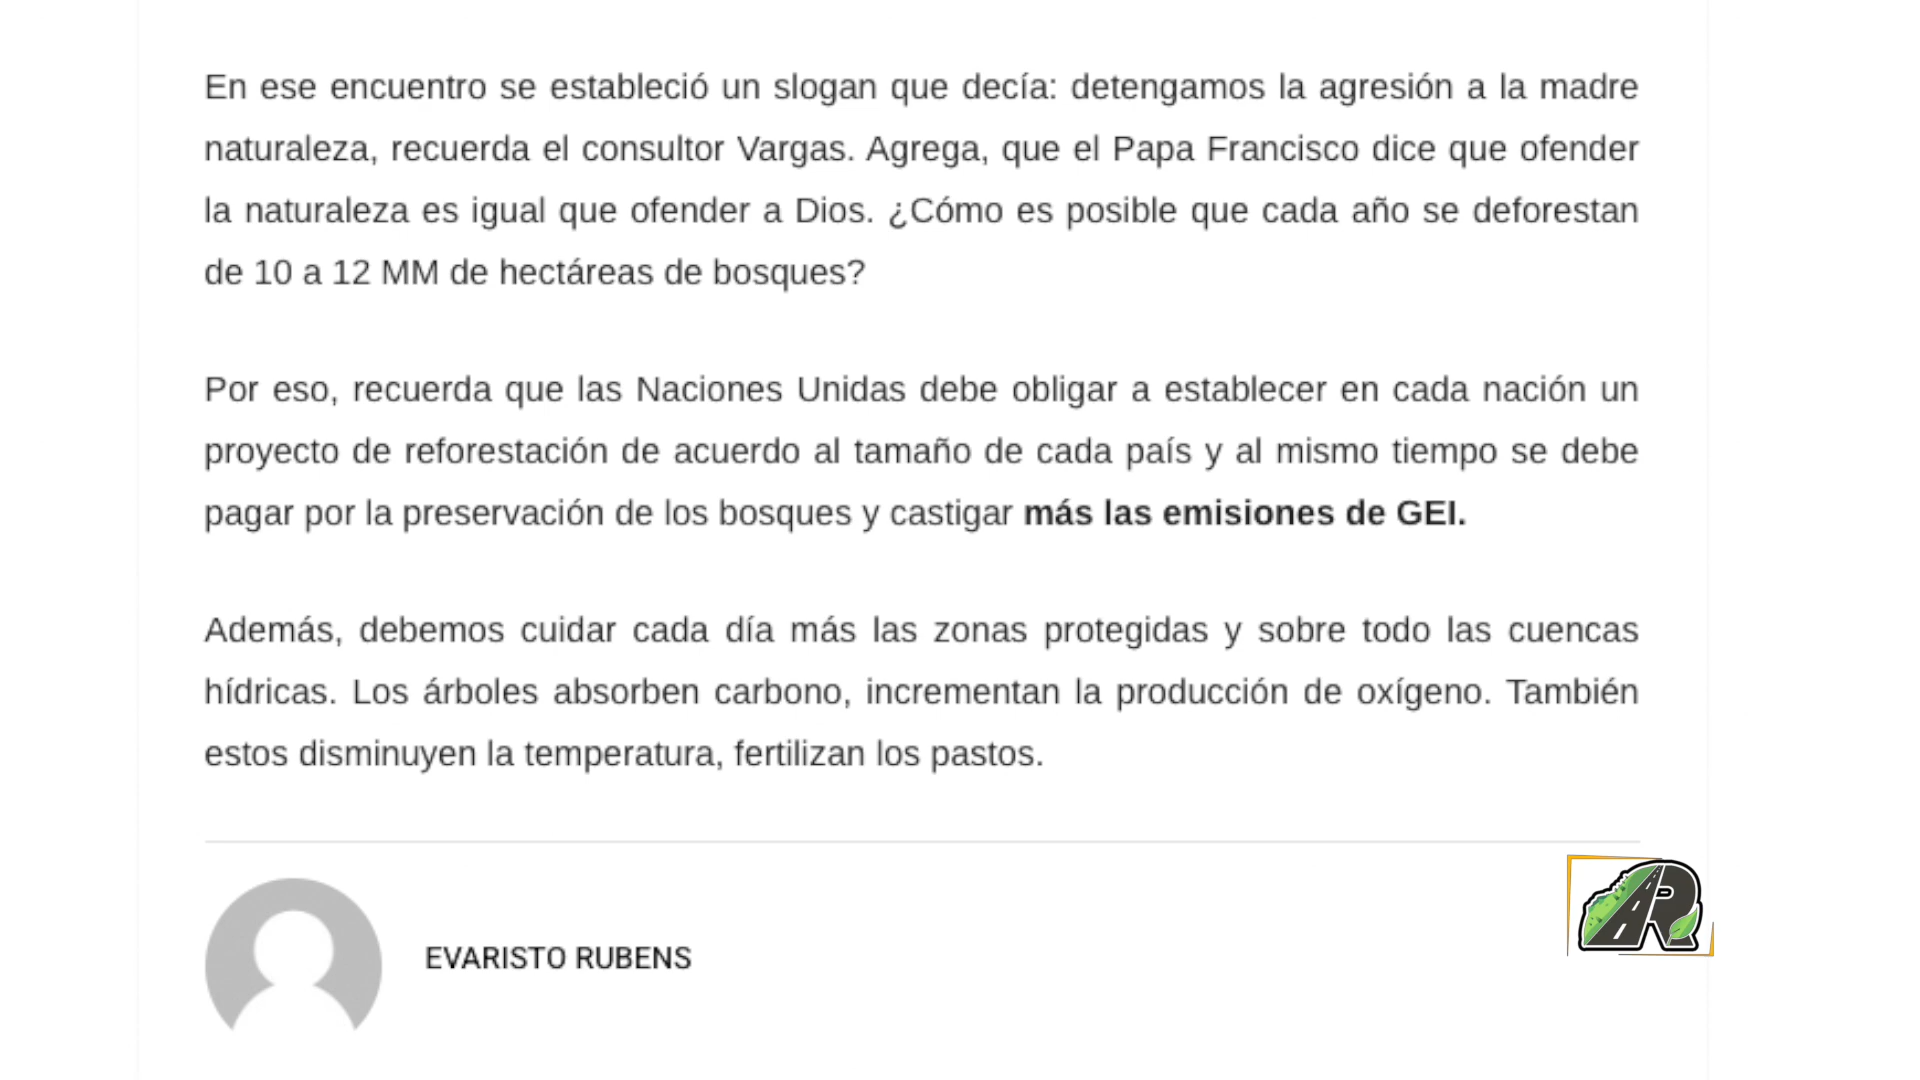 En ese encuentro se estableció un slogan que decía: detengamos la agresión a la madre
naturaleza, recuerda el consultor Vargas. Agrega, que el Papa Francisco dice que ofender
la naturaleza es igual que ofender a Dios. ¿Cómo es posible que cada año se deforestan
de 10 a 12 MM de hectáreas de bosques?
Por eso, recuerda que las Naciones Unidas debe obligar a establecer en cada nación un
proyecto de reforestación de acuerdo al tamaño de cada país y al mismo tiempo se debe
pagar por la preservación de los bosques y castigar más las emisiones de GEI.
Además, debemos cuidar cada día más las zonas protegidas y sobre todo las cuencas
hídricas. Los árboles absorben carbono, incrementan la producción de oxígeno. También
estos disminuyen la temperatura, fertilizan los pastos.
EVARISTO RUBENS
AR